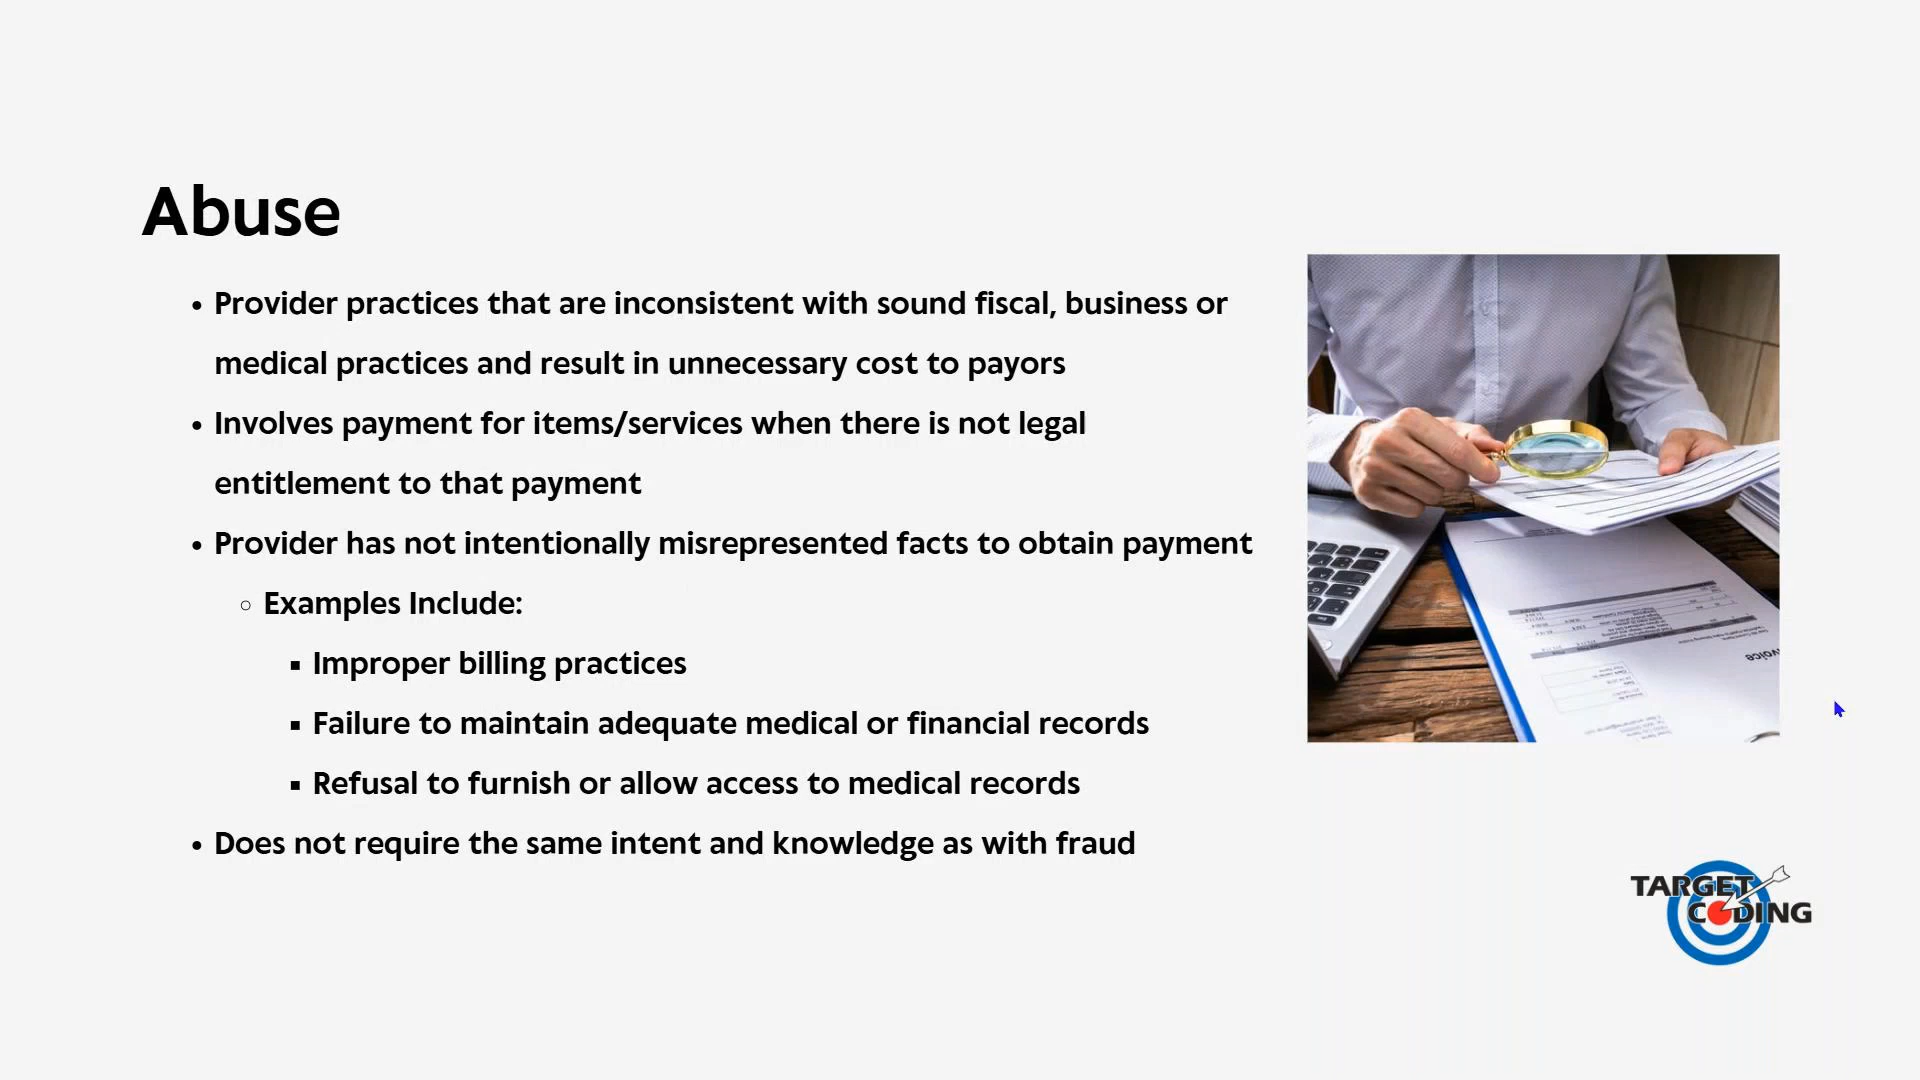 Abuse
• Provider practices that are inconsistent with sound fiscal, business or
medical practices and result in unnecessary cost to payors
• Involves payment for items/services when there is not legal
entitlement to that payment
• Provider has not intentionally misrepresented facts to obtain payment
○ Examples Include:
▪ Improper billing practices
▪ Failure to maintain adequate medical or financial records
▪ Refusal to furnish or allow access to medical records
• Does not require the same intent and knowledge as with fraud
TARGET
CODING